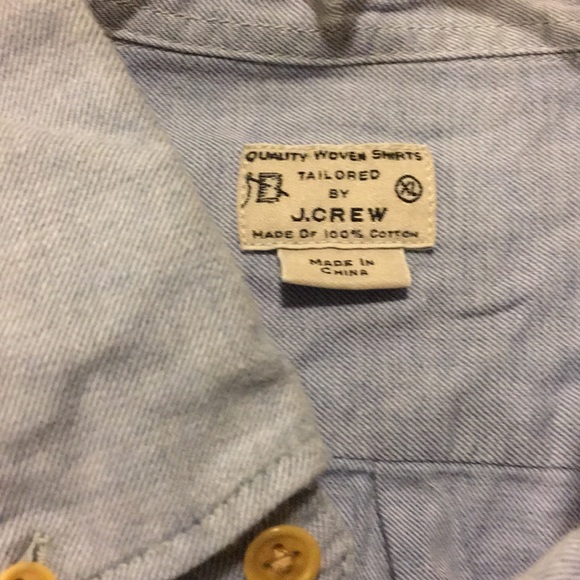 QUALITY WOVEN SHIRTS
TAILORED
BY
XL
J.CREW
MADE OF 100% COTTON
MADE IN
CHINA